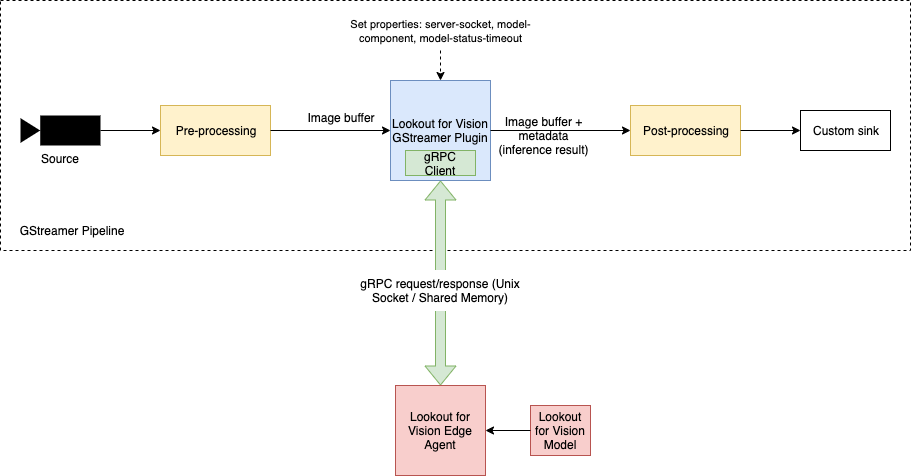 Set properties: server-socket, model-
component, model-status-timeout
Source
Pre-processing
Image buffer
Lookout for Vision
GStreamer Plugin
gRPC
Client
Image buffer +
metadata
(inference result)
Post-processing
Custom sink
GStreamer Pipeline
gRPC request/response (Unix
Socket / Shared Memory)
Lookout for
Vision Edge
Agent
Lookout
for Vision
Model